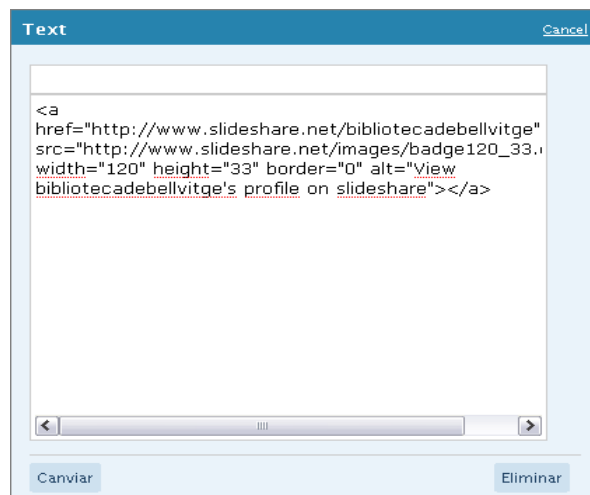 Text
Cancel
<a
href="http://www.slideshare.net/bibliotecadebellvitge"
src="http://www.slideshare.net/images/badge120_33.
width="120" height="33" border="0" alt="View
bibliotecadebellvitge's profile on slideshare"></a>
Canviar
Eliminar